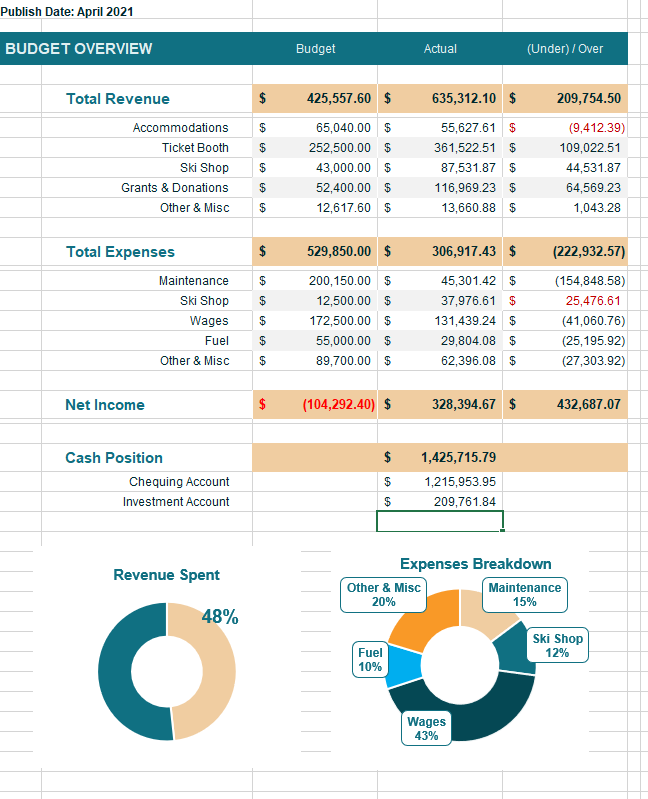 Publish Date: April 2021
BUDGET OVERVIEW Budget Actual (Under) / Over
Total Revenue $ 425,557.60 $ 635,312.10 $ 209,754.50
Accommodations $ 65,040.00 $ 55,627.61 $ (9,412.39)
Ticket Booth $ 252,500.00 $ 361,522.51 $ 109,022.51
Ski Shop $ 43,000.00 $ 87,531.87 $ 44,531.87
Grants & Donations $ 52,400.00 $ 116,969.23 $ 64,569.23
Other & Misc $ 12,617.60 $ 13,660.88 $ 1,043.28
Total Expenses $ 529,850.00 $ 306,917.43 $ (222,932.57)
Maintenance $ 200,150.00 $ 45,301.42 $ (154,848.58)
Ski Shop $ 12,500.00 $ 37,976.61 $ 25,476.61
Wages $ 172,500.00 $ 131,439.24 $ (41,060.76)
Fuel $ 55,000.00 $ 29,804.08 $ (25,195.92)
Other & Misc $ 89,700.00 $ 62,396.08 $ (27,303.92)
Net Income $ (104,292.40) $ 328,394.67 $ 432,687.07
Cash Position $ 1,425,715.79
Chequing Account $ 1,215,953.95
Investment Account $ 209,761.84
Revenue Spent
48%
Expenses Breakdown
Other & Misc
20%
Maintenance
15%
Ski Shop
12%
Fuel
10%
Wages
43%